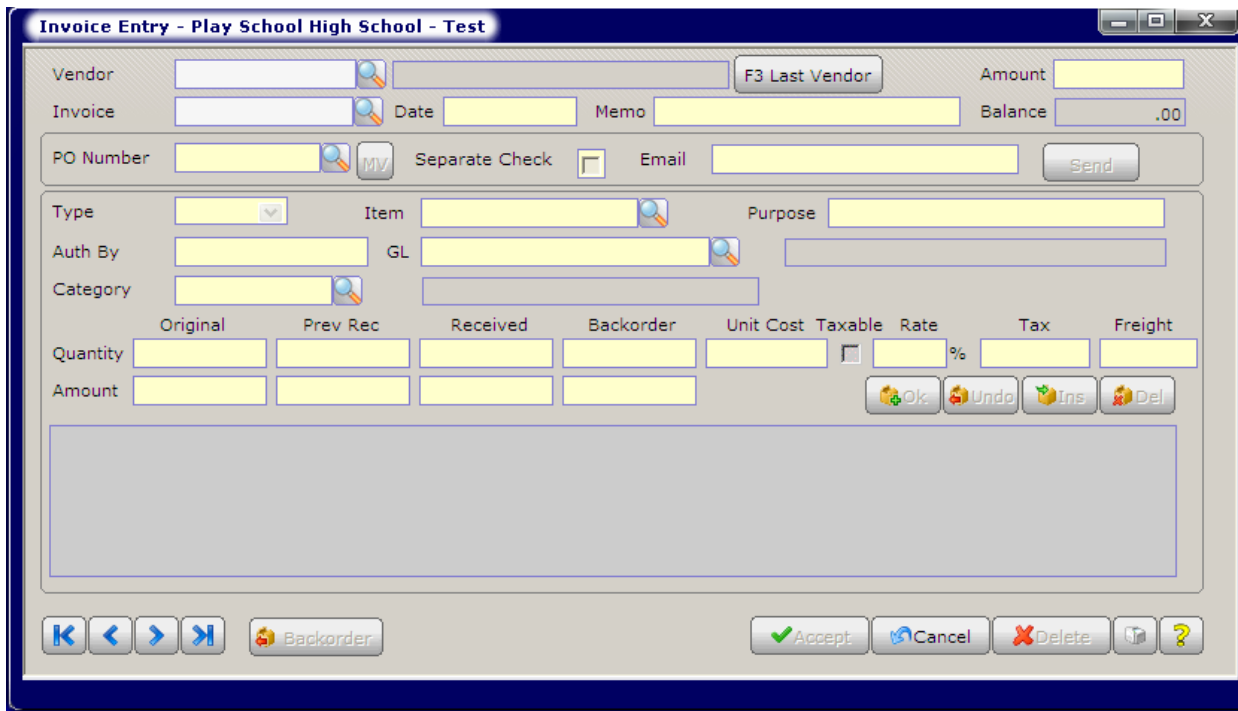 Invoice Entry - Play School High School - Test
Vendor F3 Last Vendor Amount
Invoice Date Memo Balance .00
PO Number MV Separate Check Email Send
Type Item Purpose
Auth By GL
Category
Original Prev Rec Received Backorder Unit Cost Taxable Rate Tax Freight
Quantity %
Amount Ok Undo Ins Del
Backorder Accept Cancel Delete ?